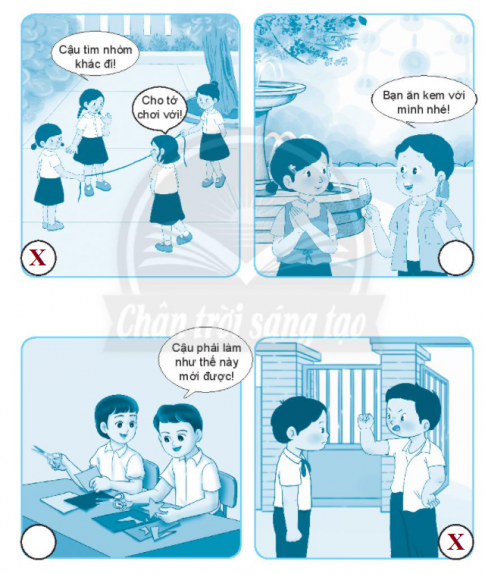 Cậu tìm nhóm
khác đi!
Cho tớ
chơi với!
X
Bạn ăn kem với
mình nhé!
Chân trời sáng tạo
Cậu phải làm
như thế này
mới được!
X